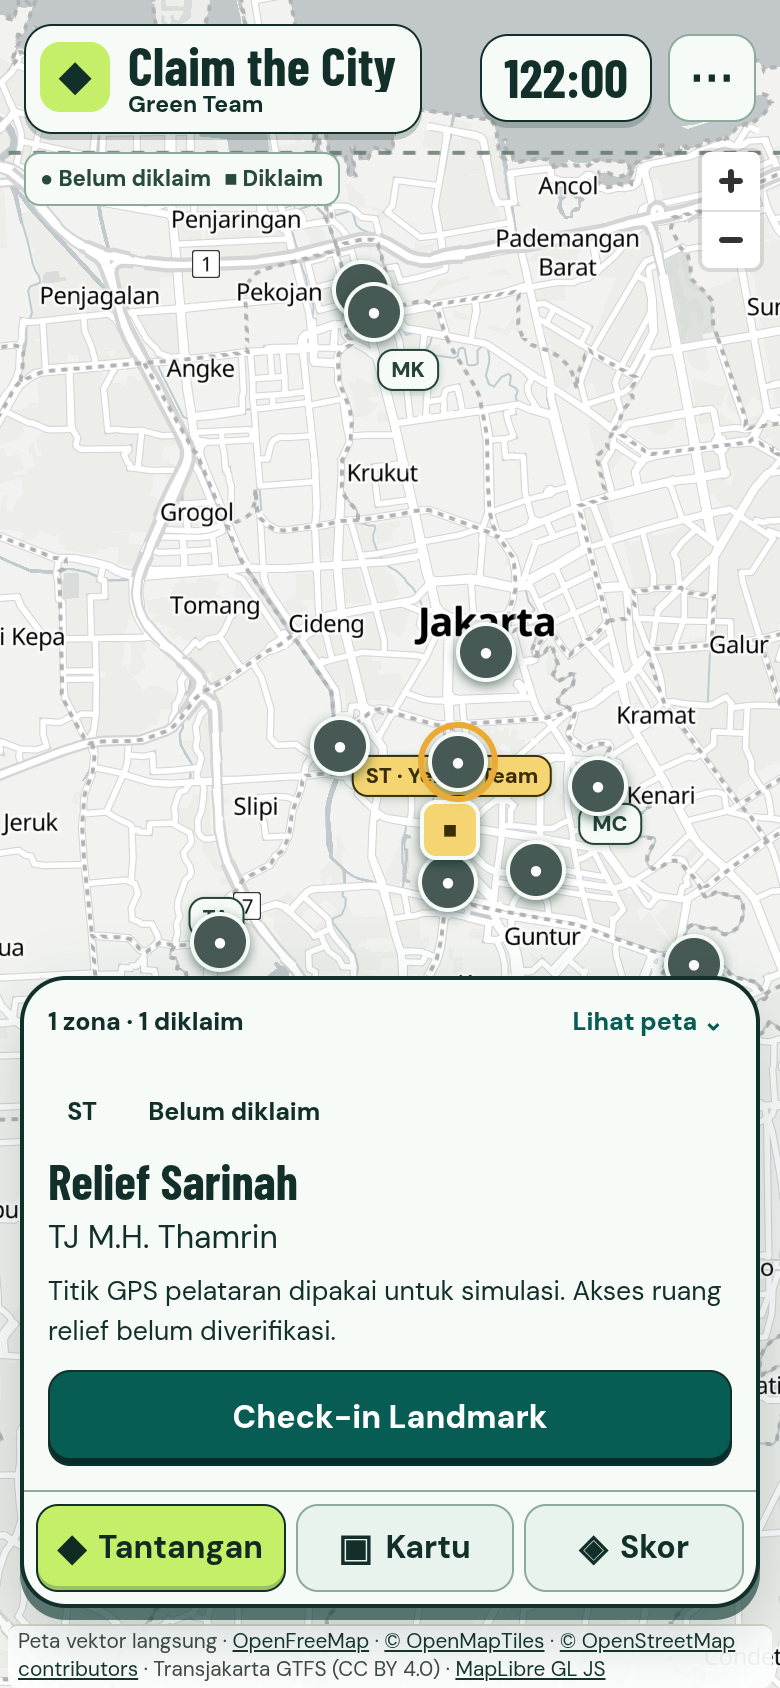 Claim the City
Green Team
122:00
● Belum diklaim ■ Diklaim
Ancol
Penjaringan
Pademangan
Barat
1
Penjagalan
Pekojan
Angke
MK
Krukut
Grogol
Tomang
Cideng
Jakarta
i Kepa
Galur
Kramat
ST · Team
Kenari
Slipi
MC
Jeruk
7
Guntur
ua
1 zona · 1 diklaim
Lihat peta
ST
Belum diklaim
Relief Sarinah
TJ M.H. Thamrin
Titik GPS pelataran dipakai untuk simulasi. Akses ruang
relief belum diverifikasi.
Check-in Landmark
Tantangan
Kartu
Skor
Peta vektor langsung · OpenFreeMap · © OpenMapTiles · © OpenStreetMap
contributors · Transjakarta GTFS (CC BY 4.0) · MapLibre GL JS